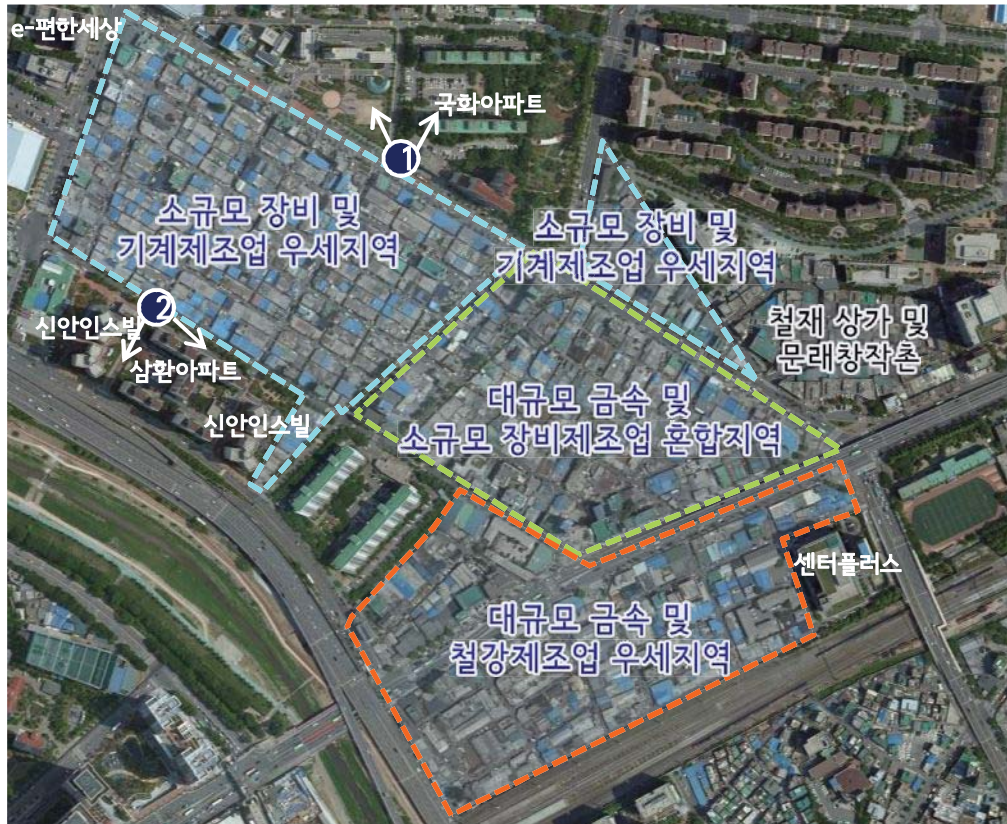 e-편한세상
국화아파트
1
소규모 장비 및
기계제조업 우세지역
소규모 장비 및
기계제조업 우세지역
2
신안인스빌
삼환아파트
철재 상가 및
문래창작촌
대규모 금속 및
소규모 장비제조업 혼합지역
신안인스빌
센터플러스
대규모 금속 및
철강제조업 우세지역